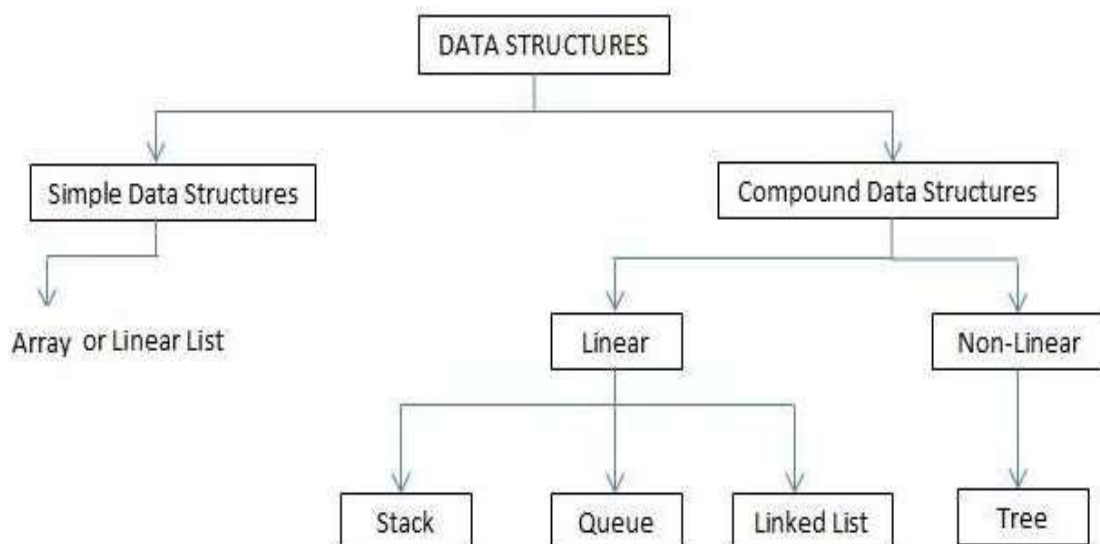 DATA STRUCTURES
Simple Data Structures
Compound Data Structures
Array or Linear List
Linear
Non-Linear
Stack
Queue
Linked List
Tree